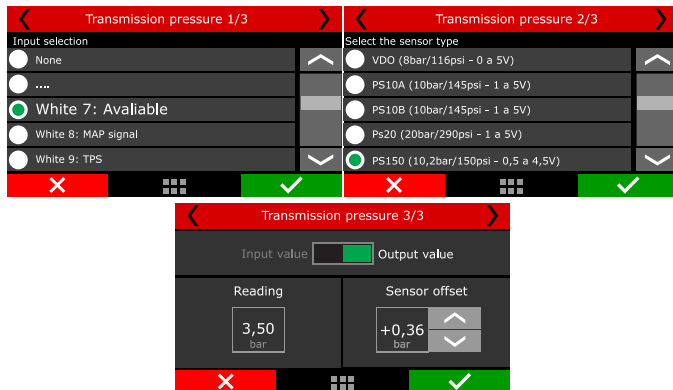 Transmission pressure 1/3
Input selection
None
....
White 7: Avaliable
White 8: MAP signal
White 9: TPS
Transmission pressure 2/3
Select the sensor type
VDO (8bar/116psi - 0 a 5V)
PS10A (10bar/145psi - 1 a 5V)
PS10B (10bar/145psi - 1 a 5V)
Ps20 (20bar/290psi - 1 a 5V)
PS150 (10,2bar/150psi - 0,5 a 4,5V)
Transmission pressure 3/3
Input value
Output value
Reading
3,50
bar
Sensor offset
+0,36
bar